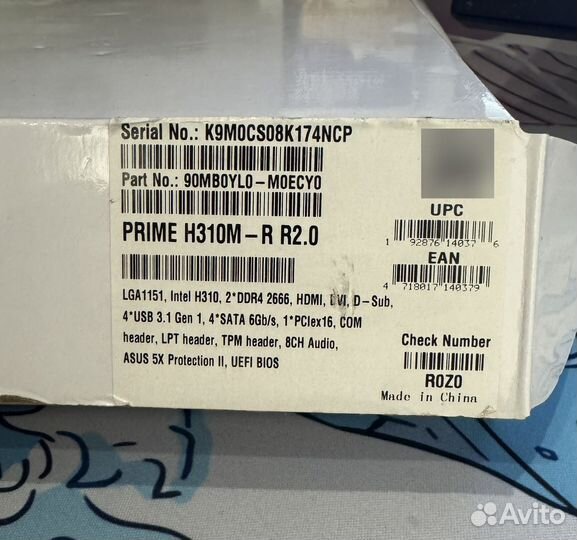 Serial No.: K9M0CS08K174NCP
Part No.: 90MB0YL0-M0ECY0
PRIME H310M-R R2.0
LGA1151, Intel H310, 2*DDR4 2666, HDMI, DVI, D-Sub,
4*USB 3.1 Gen 1, 4*SATA 6Gb/s, 1*PCIex16, COM
header, LPT header, TPM header, 8CH Audio,
ASUS 5X Protection II, UEFI BIOS
UPC
1 92876 14037 6
EAN
4 718017 140379
Check Number
R0Z0
Made in China
Avito